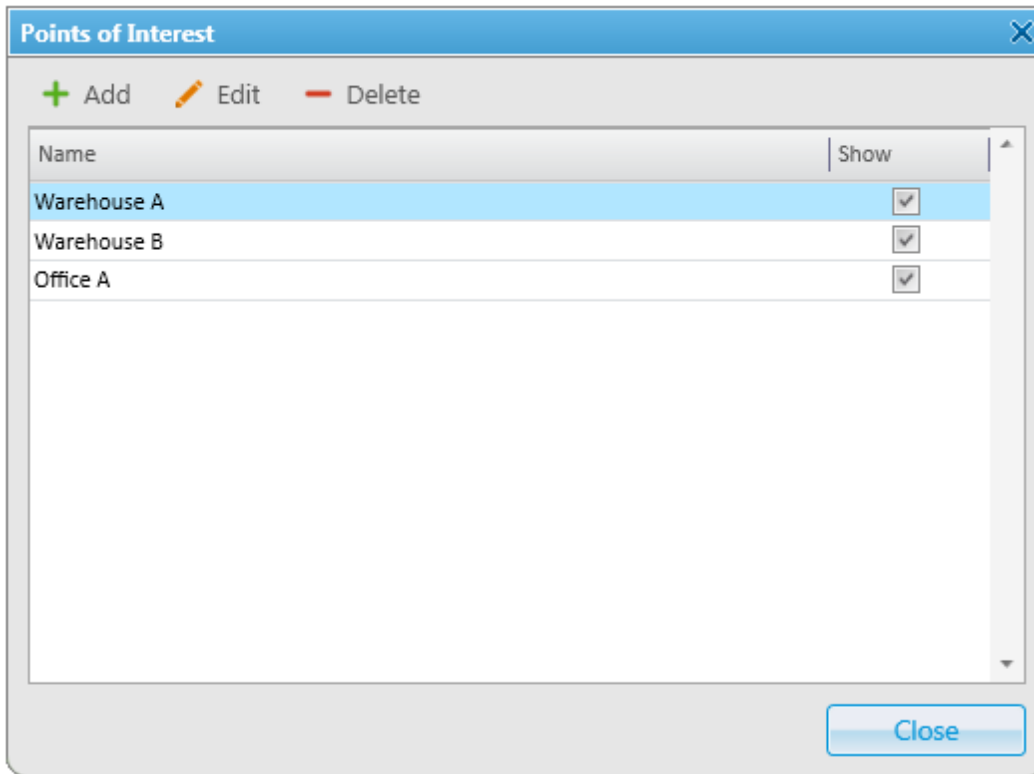 Points of Interest
Add Edit Delete
Name Show
Warehouse A
Warehouse B
Office A
Close